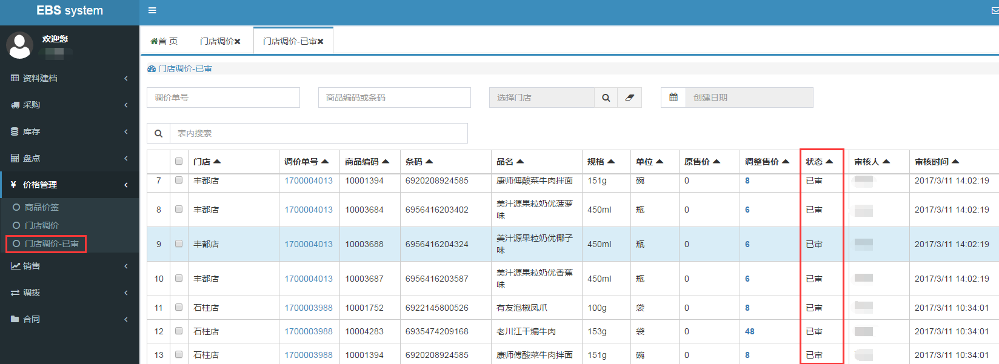 EBS system
欢迎您
资料建档
采购
库存
盘点
¥ 价格管理
商品价签
门店调价
门店调价-已审
销售
调拨
合同
首 页 门店调价 门店调价-已审
门店调价-已审
调价单号 商品编码或条码 选择门店 创建日期
表内搜索
门店 调价单号 商品编码 条码 品名 规格 单位 原售价 调整售价 状态 审核人 审核时间
7 丰都店 1700004013 10001394 6920208924585 康师傅酸菜牛肉拌面 151g 碗 0 8 已审 2017/3/11 14:02:19
8 丰都店 1700004013 10003684 6956416203402 美汁源果粒奶优菠萝味 450ml 瓶 0 6 已审 2017/3/11 14:02:19
9 丰都店 1700004013 10003688 6956416204324 美汁源果粒奶优椰子味 450ml 瓶 0 6 已审 2017/3/11 14:02:19
10 丰都店 1700004013 10003687 6956416203587 美汁源果粒奶优香蕉味 450ml 瓶 0 6 已审 2017/3/11 14:02:19
11 石柱店 1700003988 10001752 6922145800526 有友泡椒凤爪 100g 袋 0 8 已审 2017/3/11 10:34:01
12 石柱店 1700003988 10004283 6935474209168 老川江干煸牛肉 153g 袋 0 48 已审 2017/3/11 10:34:01
13 石柱店 1700003988 10001394 6920208924585 康师傅酸菜牛肉拌面 151g 碗 0 8 已审 2017/3/11 10:34:01